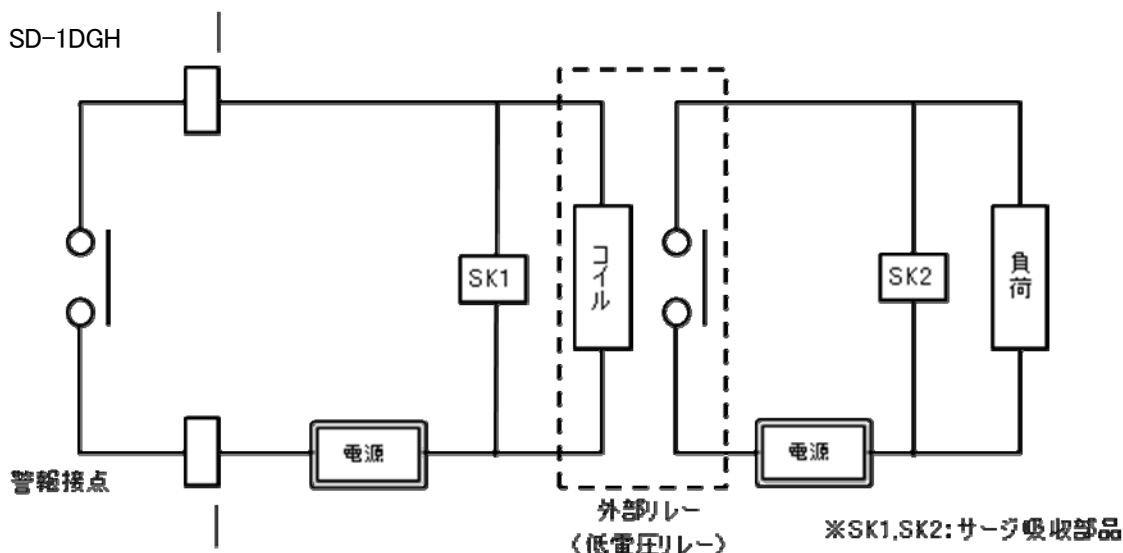 SD-1DGH
SK1
コイル
SK2
負荷
電源
電源
警報接点
外部リレー
(低電圧リレー)
※SK1,SK2:サージ吸収部品